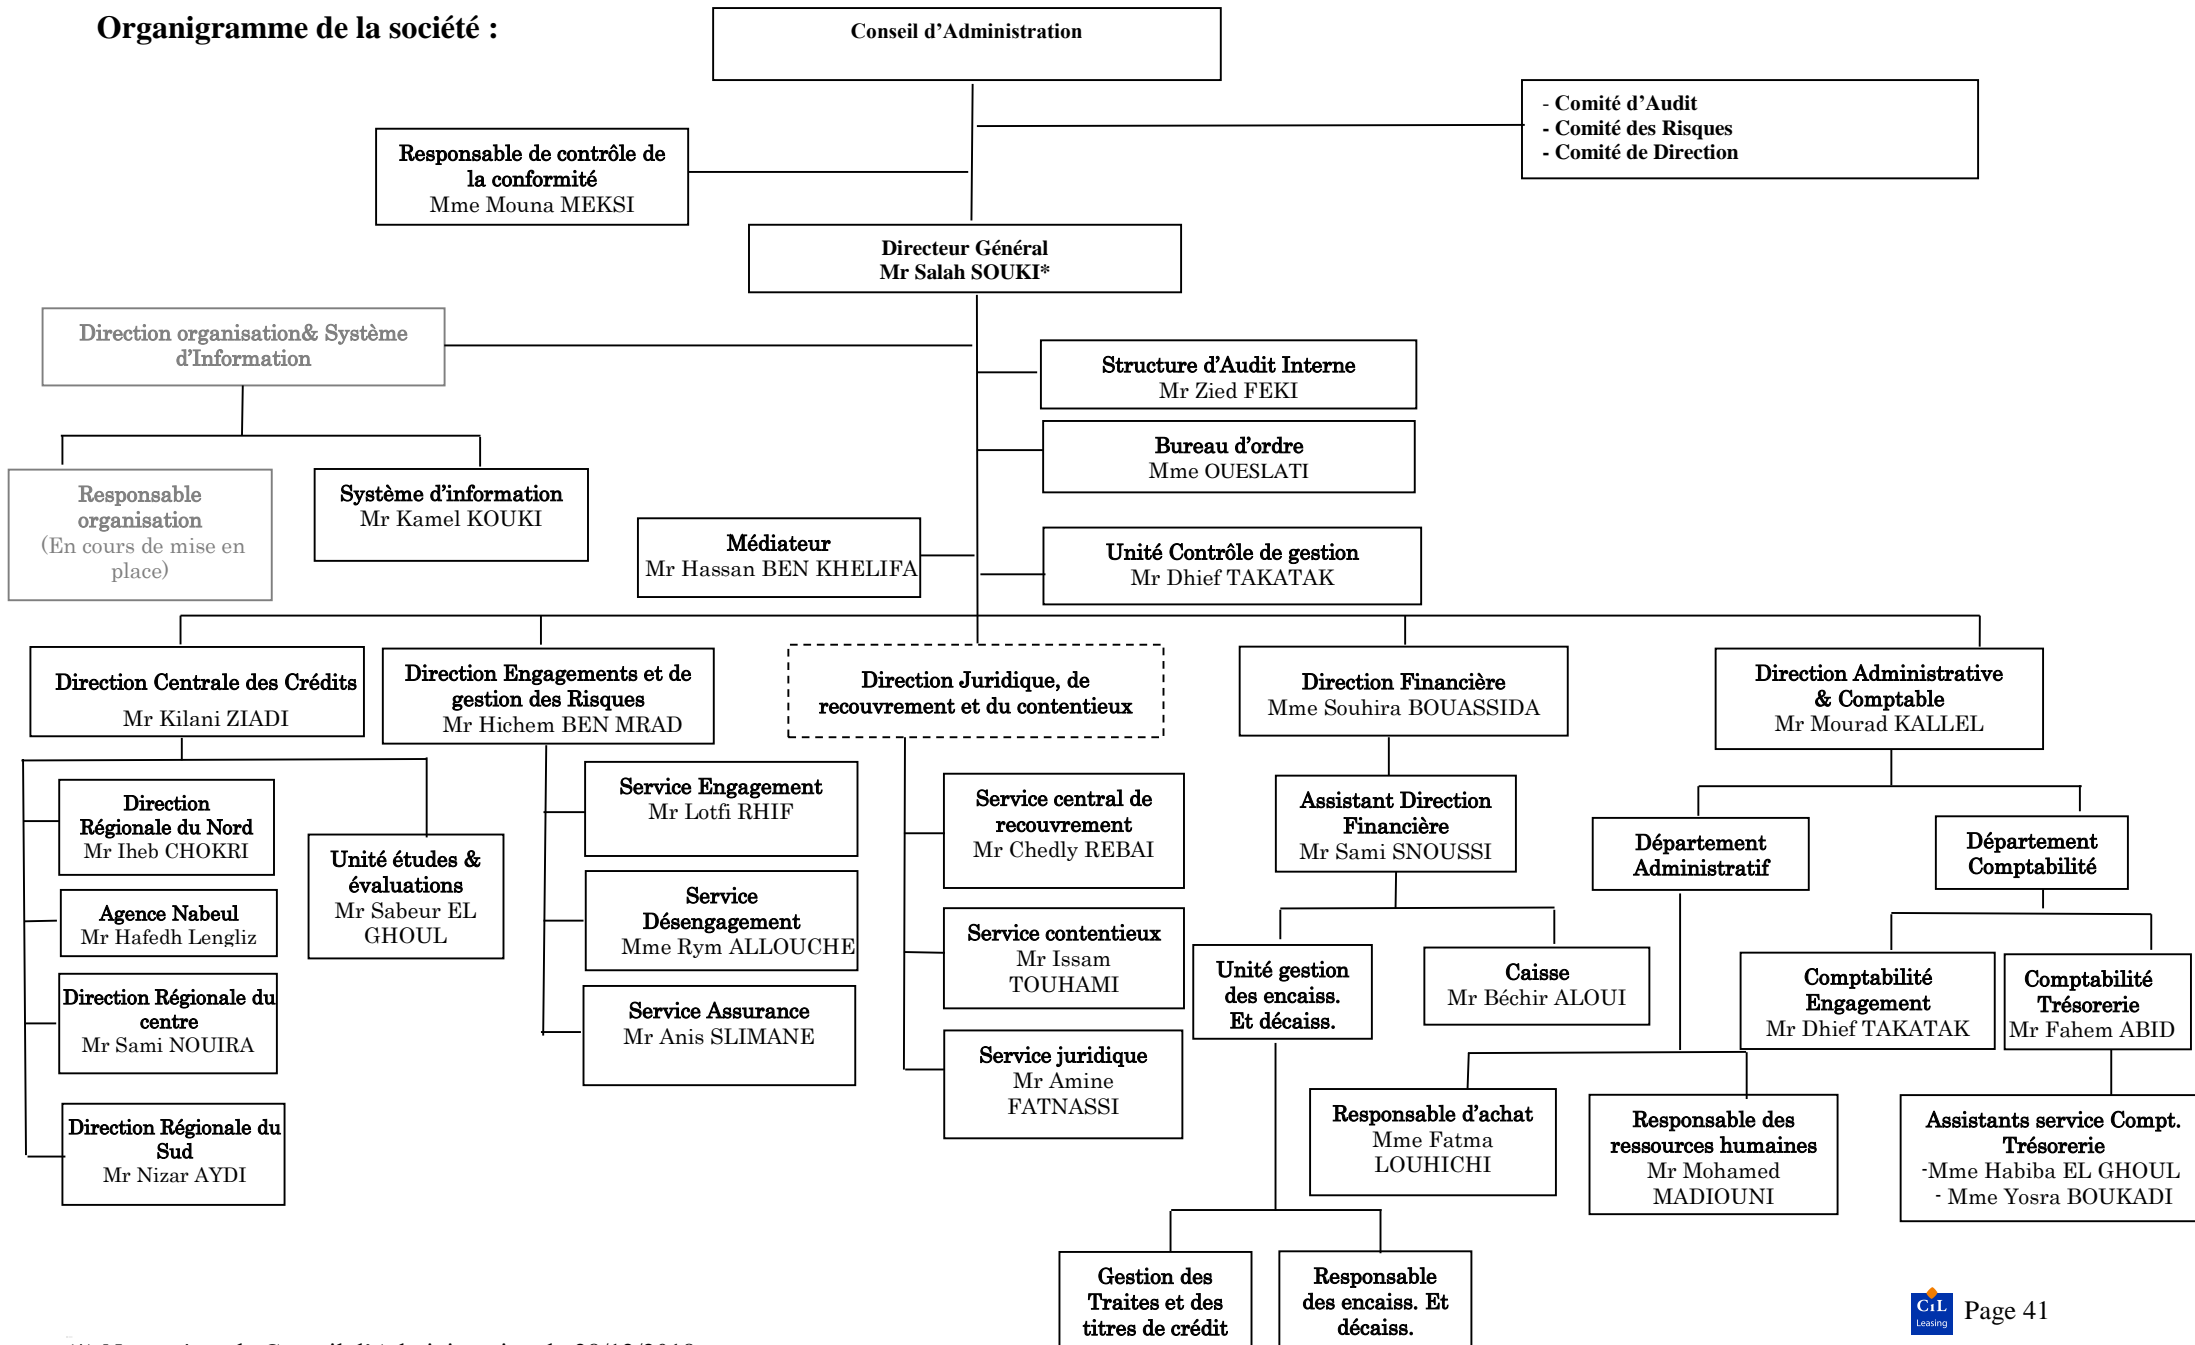 Organigramme de la société :
Conseil d'Administration
- Comité d'Audit
- Comité des Risques
- Comité de Direction
Responsable de contrôle de
la conformité
Mme Mouna MEKSI
Directeur Général
Mr Salah SOUKI*
Direction organisation& Système
d'Information
Structure d'Audit Interne
Mr Zied FEKI
Bureau d'ordre
Mme OUESLATI
Responsable
organisation
(En cours de mise en
place)
Système d'information
Mr Kamel KOUKI
Médiateur
Mr Hassan BEN KHELIFA
Unité Contrôle de gestion
Mr Dhief TAKATAK
Direction Centrale des Crédits
Mr Kilani ZIADI
Direction Engagements et de
gestion des Risques
Mr Hichem BEN MRAD
Direction Juridique, de
recouvrement et du contentieux
Direction Financière
Mme Souhira BOUASSIDA
Direction Administrative
& Comptable
Mr Mourad KALLEL
Direction
Régionale du Nord
Mr Iheb CHOKRI
Agence Nabeul
Mr Hafedh Lengliz
Direction Régionale du
centre
Mr Sami NOUIRA
Direction Régionale du
Sud
Mr Nizar AYDI
Unité études &
évaluations
Mr Sabeur EL
GHOUL
Service Engagement
Mr Lotfi RHIF
Service
Désengagement
Mme Rym ALLOUCHE
Service Assurance
Mr Anis SLIMANE
Service central de
recouvrement
Mr Chedly REBAI
Service contentieux
Mr Issam
TOUHAMI
Service juridique
Mr Amine
FATNASSI
Assistant Direction
Financière
Mr Sami SNOUSSI
Unité gestion
des encaiss.
Et décaiss.
Caisse
Mr Béchir ALOUI
Département
Administratif
Département
Comptabilité
Comptabilité
Engagement
Mr Dhief TAKATAK
Comptabilité
Trésorerie
Mr Fahem ABID
Responsable d'achat
Mme Fatma
LOUHICHI
Responsable des
ressources humaines
Mr Mohamed
MADIOUNI
Assistants service Compt.
Trésorerie
-Mme Habiba EL GHOUL
- Mme Yosra BOUKADI
Gestion des
Traites et des
titres de crédit
Responsable
des encaiss. Et
décaiss.
CIL
Leasing
Page 41